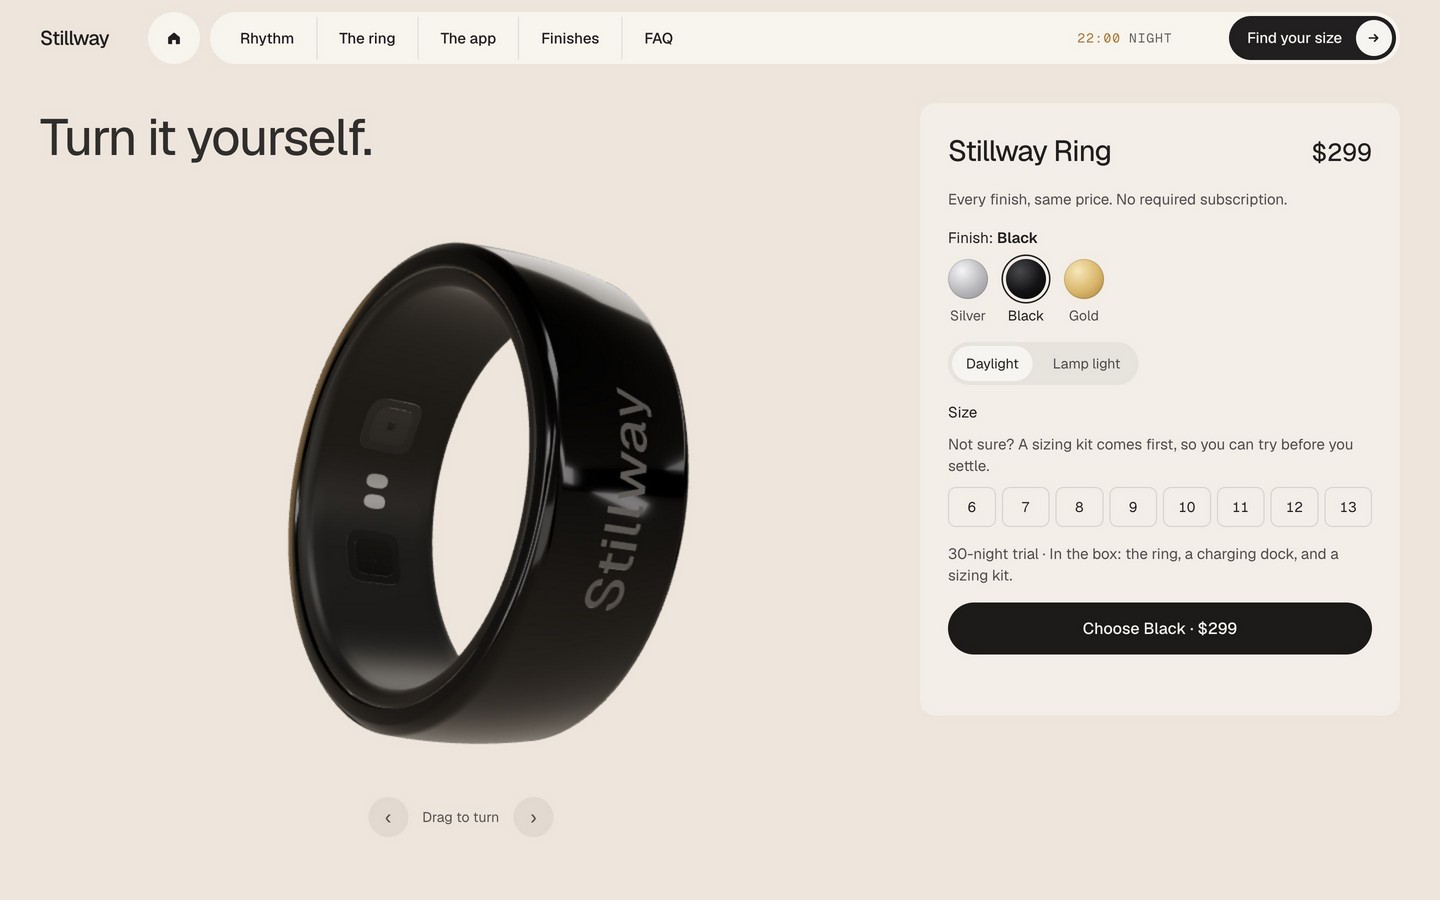 Stillway
Rhythm
The ring
The app
Finishes
FAQ
22:00 NIGHT
Find your size
Turn it yourself.
Stillway
Drag to turn
Stillway Ring
$299
Every finish, same price. No required subscription.
Finish: Black
Silver
Black
Gold
Daylight
Lamp light
Size
Not sure? A sizing kit comes first, so you can try before you
settle.
6
7
8
9
10
11
12
13
30-night trial · In the box: the ring, a charging dock, and a
sizing kit.
Choose Black · $299